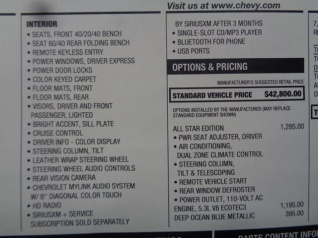 Visit us at www.chevy.com
INTERIOR
• SEATS, FRONT 40/20/40 BENCH
• SEAT 60/40 REAR FOLDING BENCH
• REMOTE KEYLESS ENTRY
• POWER WINDOWS, DRIVER EXPRESS
• POWER DOOR LOCKS
• COLOR KEYED CARPET
• FLOOR MATS, FRONT
• FLOOR MATS, REAR
• VISORS, DRIVER AND FRONT
PASSENGER, LIGHTED
• BRIGHT ACCENT, SILL PLATE
• CRUISE CONTROL
• DRIVER INFO - COLOR DISPLAY
• STEERING COLUMN, TILT
• LEATHER WRAP STEERING WHEEL
• STEERING WHEEL AUDIO CONTROLS
• REAR VISION CAMERA
• CHEVROLET MYLINK AUDIO SYSTEM
W/ 8" DIAGONAL COLOR TOUCH
• HD RADIO
• SIRIUSXM + SERVICE
SUBSCRIPTION SOLD SEPARATELY
BY SIRIUSXM AFTER 3 MONTHS
• SINGLE-SLOT CD/MP3 PLAYER
• BLUETOOTH FOR PHONE
• USB PORTS
OPTIONS & PRICING
MANUFACTURER'S SUGGESTED RETAIL PRICE
STANDARD VEHICLE PRICE $42,800.00
OPTIONS INSTALLED BY THE MANUFACTURER (MAY REPLACE
STANDARD EQUIPMENT SHOWN)
ALL STAR EDITION 1,285.00
• PWR SEAT ADJUSTER, DRIVER
• AIR CONDITIONING,
DUAL ZONE CLIMATE CONTROL
• STEERING COLUMN,
TILT & TELESCOPING
• REMOTE VEHICLE START
• REAR WINDOW DEFROSTER
• POWER OUTLET, 110-VOLT AC
ENGINE, 5.3L V8 ECOTEC3 1,195.00
DEEP OCEAN BLUE METALLIC 395.00
PARTS CONTENT INFO